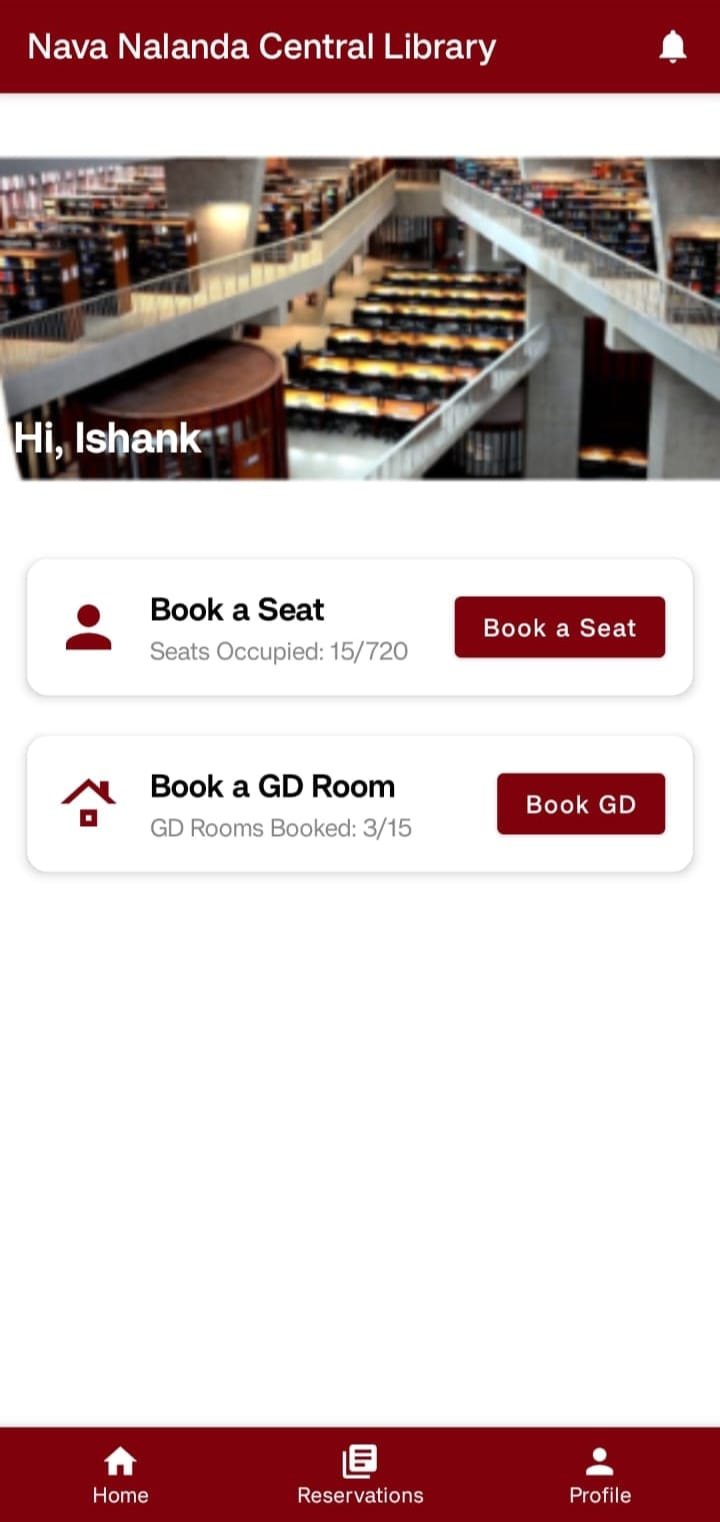 Nava Nalanda Central Library
Hi, Ishank
Book a Seat
Seats Occupied: 15/720
Book a Seat
Book a GD Room
GD Rooms Booked: 3/15
Book GD
Home
Reservations
Profile